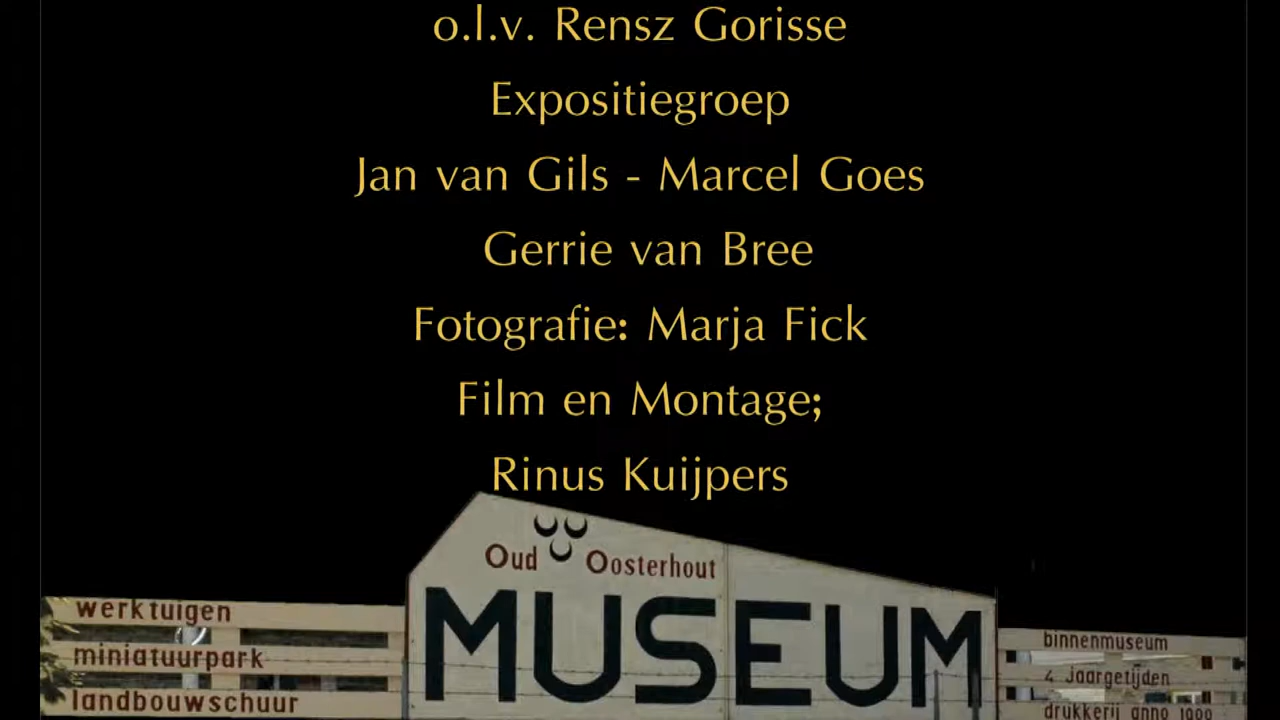 o.l.v. Rensz Gorisse
Expositiegroep
Jan van Gils - Marcel Goes
Gerrie van Bree
Fotografie: Marja Fick
Film en Montage;
Rinus Kuijpers
Oud Oosterhout
MUSEUM
werktuigen
miniatuurpark
landbouwschuur
binnenmuseum
4 Jaargetijden
drukkerij anno 1900